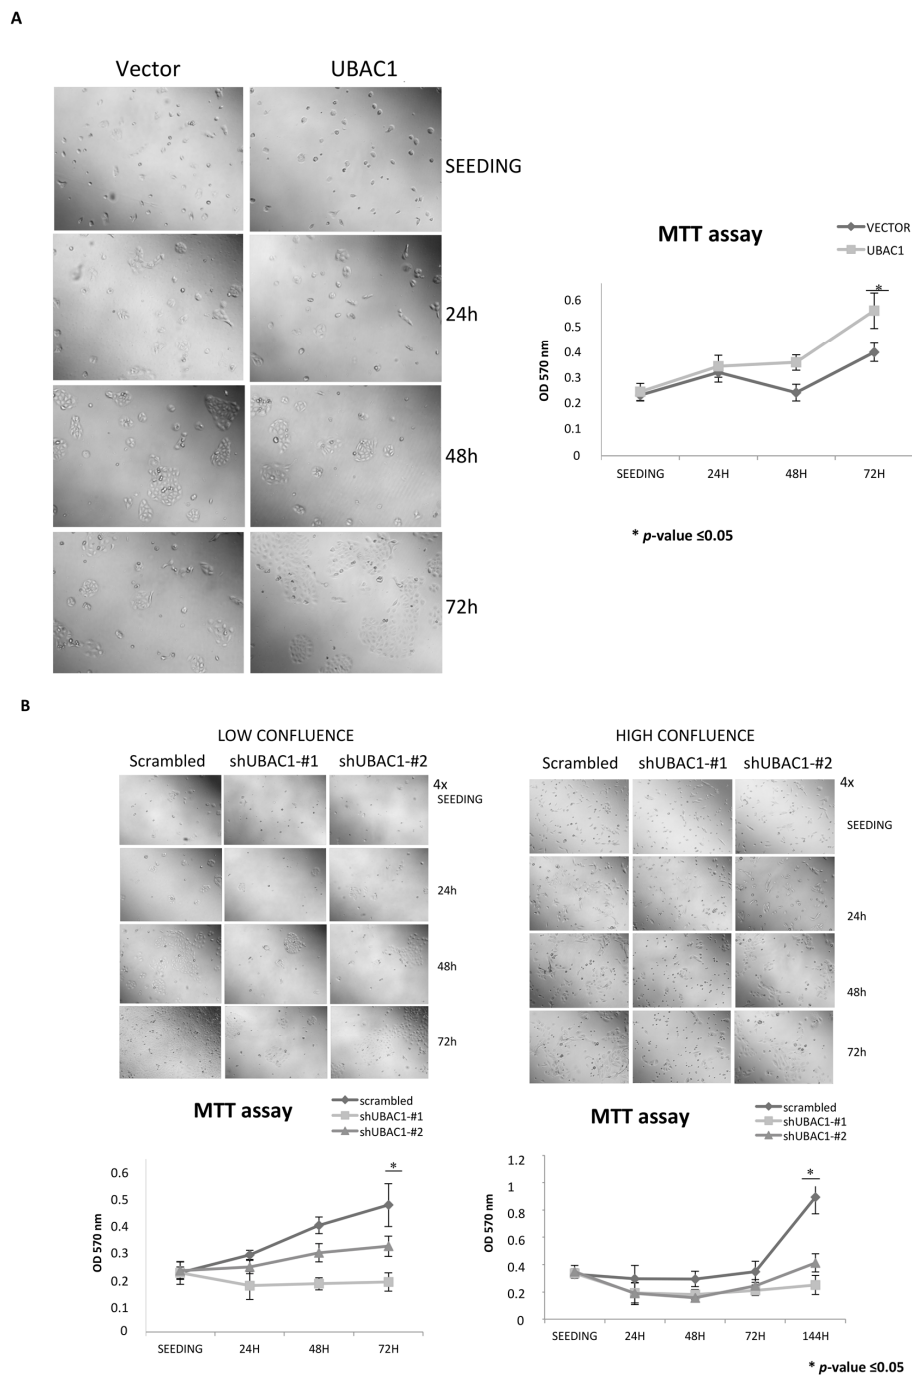 A
Vector UBAC1
SEEDING
24h
48h
72h
MTT assay
VECTOR
UBAC1
*
0.6
0.5
0.4
0.3
0.2
0.1
0
OD 570 nm
SEEDING 24H 48H 72H
* p-value ≤0.05
B
LOW CONFLUENCE
Scrambled shUBAC1-#1 shUBAC1-#2
4x
SEEDING
24h
48h
72h
HIGH CONFLUENCE
Scrambled shUBAC1-#1 shUBAC1-#2
4x
SEEDING
24h
48h
72h
MTT assay
scrambled
shUBAC1-#1
shUBAC1-#2
*
0.6
0.5
0.4
0.3
0.2
0.1
0
OD 570 nm
SEEDING 24H 48H 72H
MTT assay
scrambled
shUBAC1-#1
shUBAC1-#2
*
1.2
1
0.8
0.6
0.4
0.2
0
OD 570 nm
SEEDING 24H 48H 72H 144H
* p-value ≤0.05